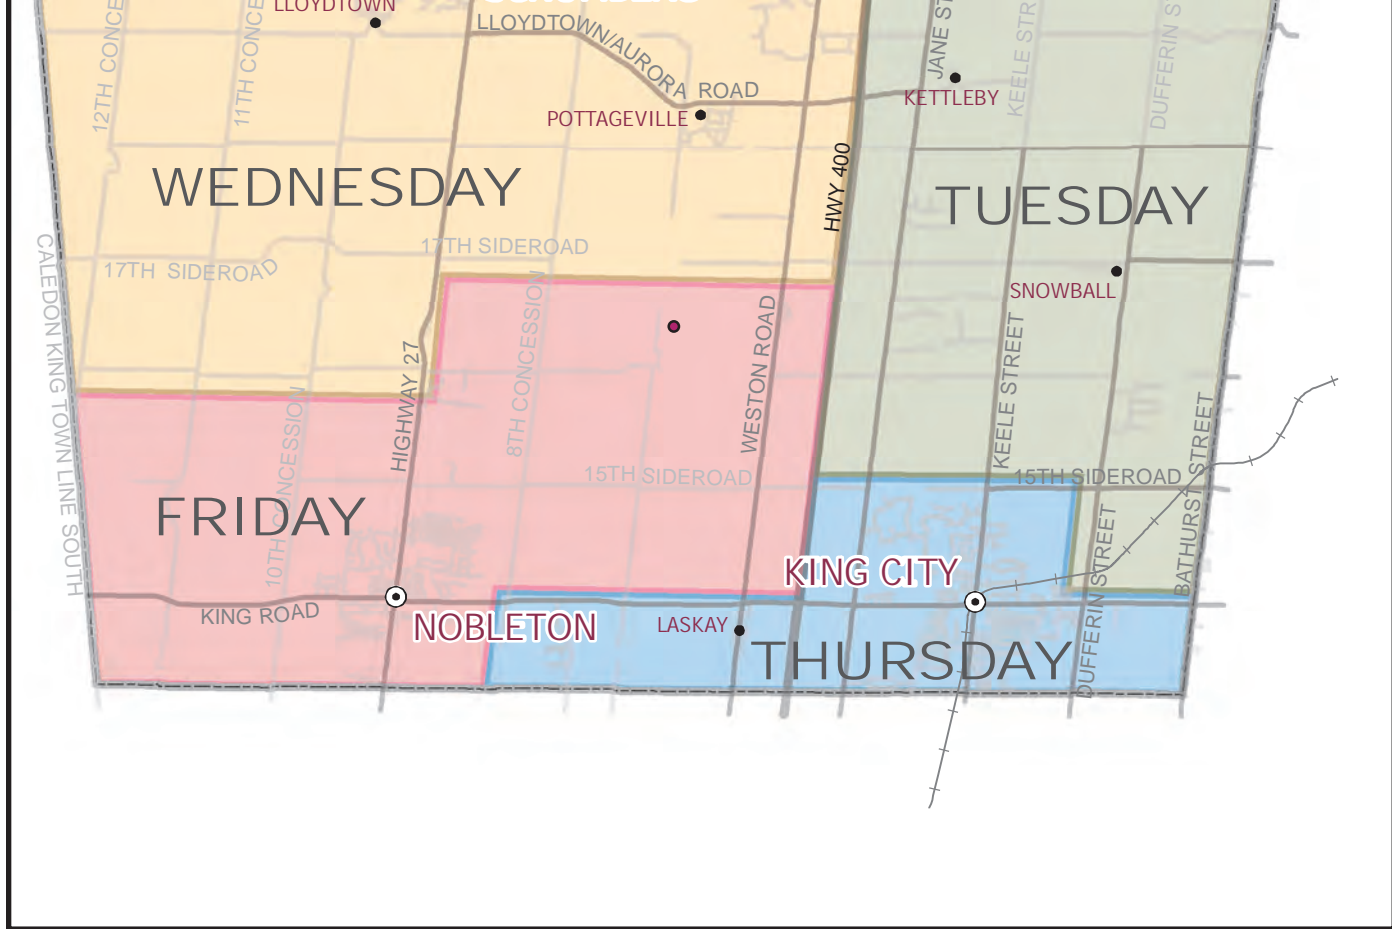 LLOYDTOWN
LLOYDTOWN/AURORA ROAD
12TH CONCE
11TH CONCE
JANE ST
KEELE STR
DUFFERIN S
KETTLEBY
POTTAGEVILLE
HWY 400
WEDNESDAY
TUESDAY
17TH SIDEROAD
17TH SIDEROAD
CALEDON KING TOWN LINE SOUTH
SNOWBALL
8TH CONCESSION
WESTON ROAD
KEELE STREET
HIGHWAY 27
10TH CONCESSION
BATHURST STREET
15TH SIDEROAD
15TH SIDEROAD
FRIDAY
DUFFERIN STREET
KING CITY
KING ROAD
NOBLETON
LASKAY
THURSDAY